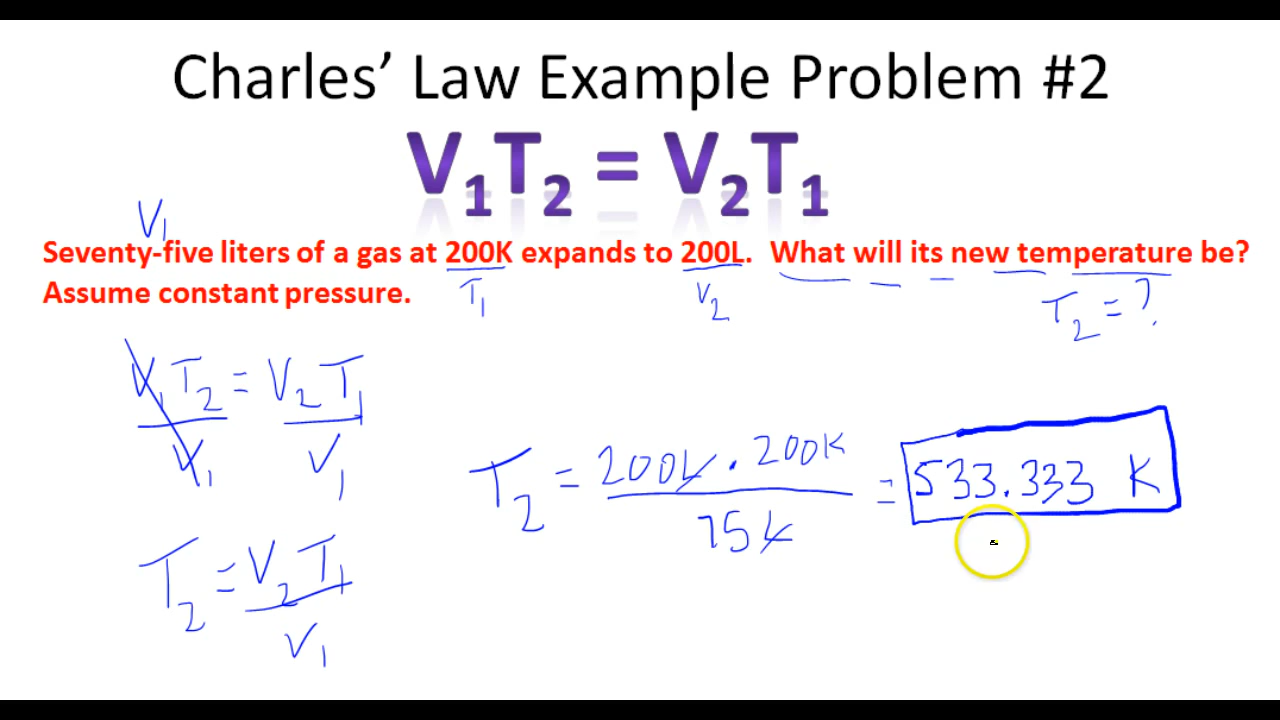 Charles' Law Example Problem #2
V₁T₂ = V₂T₁
V₁
Seventy-five liters of a gas at 200K expands to 200L. What will its new temperature be?
T₁ V₂ T₂ = ?
Assume constant pressure.
V₁T₂ = V₂T₁
V₁ V₁
T₂ = 200L · 200K = 533.333 K
75L
T₂ = V₂T₁
V₁